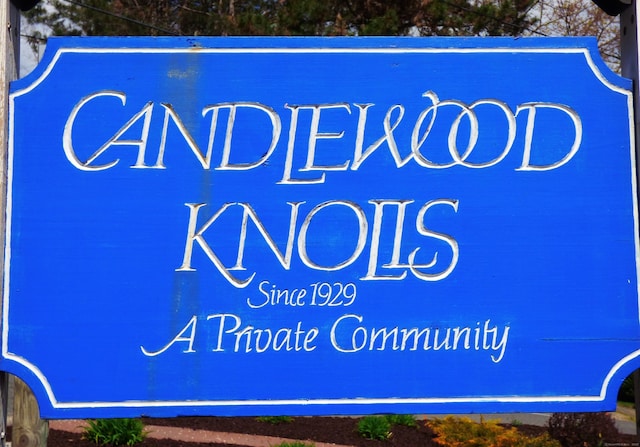 CANDLEWOOD
KNOLLS
Since 1929
A Private Community